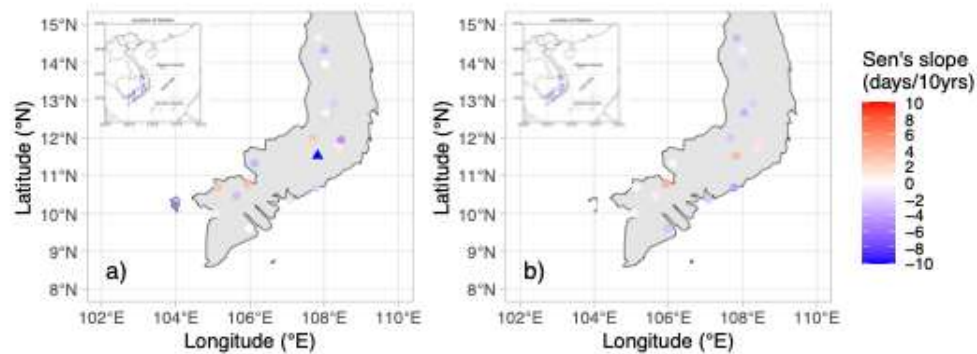 15°N
14°N
13°N
12°N
11°N
10°N
9°N
8°N
a)
102°E 104°E 106°E 108°E 110°E
Longitude (°E)
Latitude (°N)
15°N
14°N
13°N
12°N
11°N
10°N
9°N
8°N
b)
102°E 104°E 106°E 108°E 110°E
Longitude (°E)
Latitude (°N)
Sen's slope
(days/10yrs)
10
8
6
4
2
0
−2
−4
−6
−8
−10